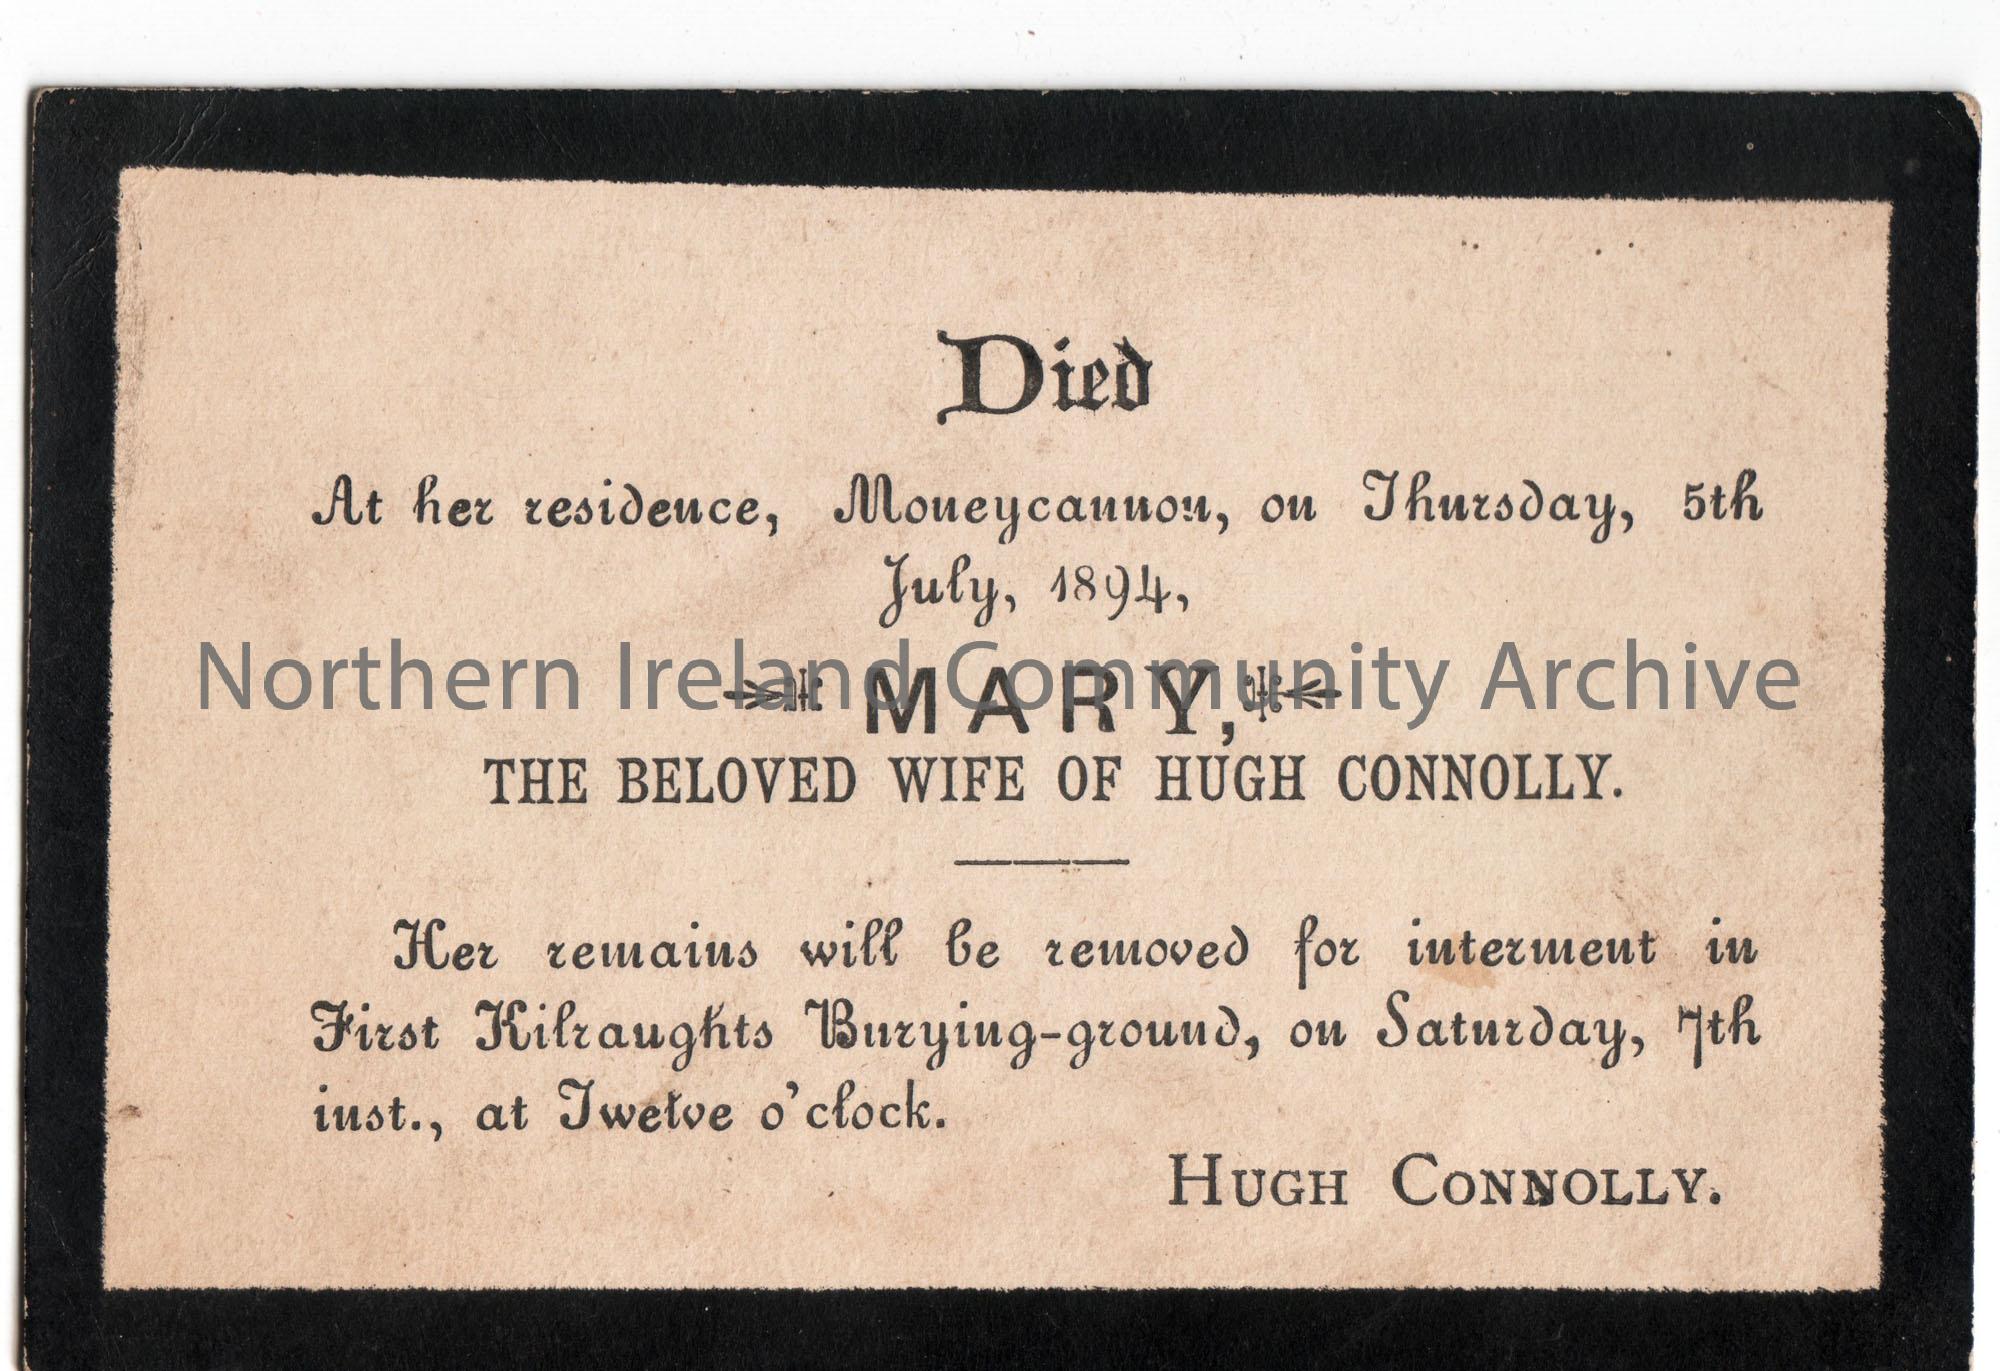 Died
At her residence, Moneycannon, on Thursday, 5th
July, 1894,
Northern Ireland Community Archive
MARY,
THE BELOVED WIFE OF HUGH CONNOLLY.
Her remains will be removed for interment in
First Kilraughts Burying-ground, on Saturday, 7th
inst., at Twelve o'clock.
HUGH CONNOLLY.